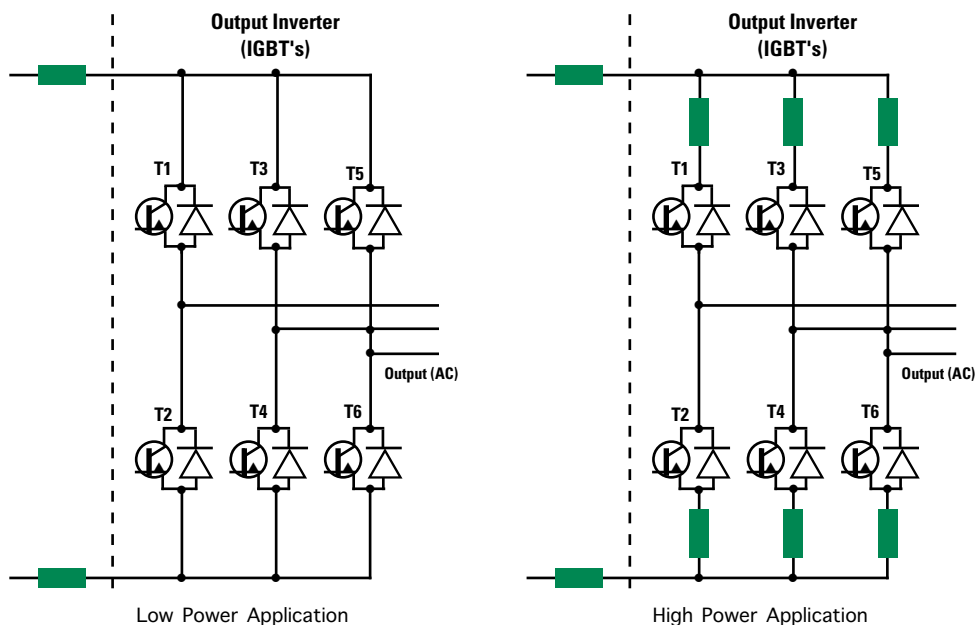 Output Inverter
(IGBT's)
T1
T3
T5
Output (AC)
T2
T4
T6
Low Power Application
Output Inverter
(IGBT's)
T1
T3
T5
Output (AC)
T2
T4
T6
High Power Application